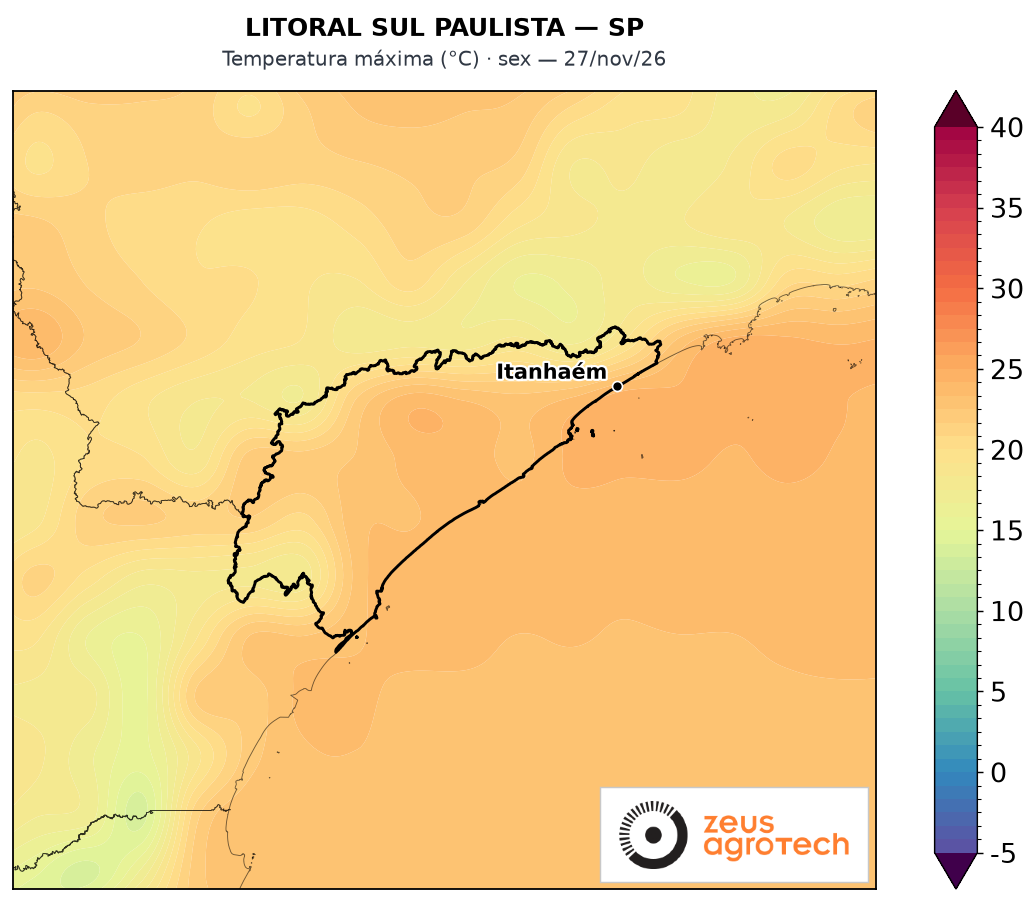 LITORAL SUL PAULISTA — SP
Temperatura máxima (°C) · sex — 27/nov/26
Itanhaém
40
35
30
25
20
15
10
5
0
-5
zeus
agrotech